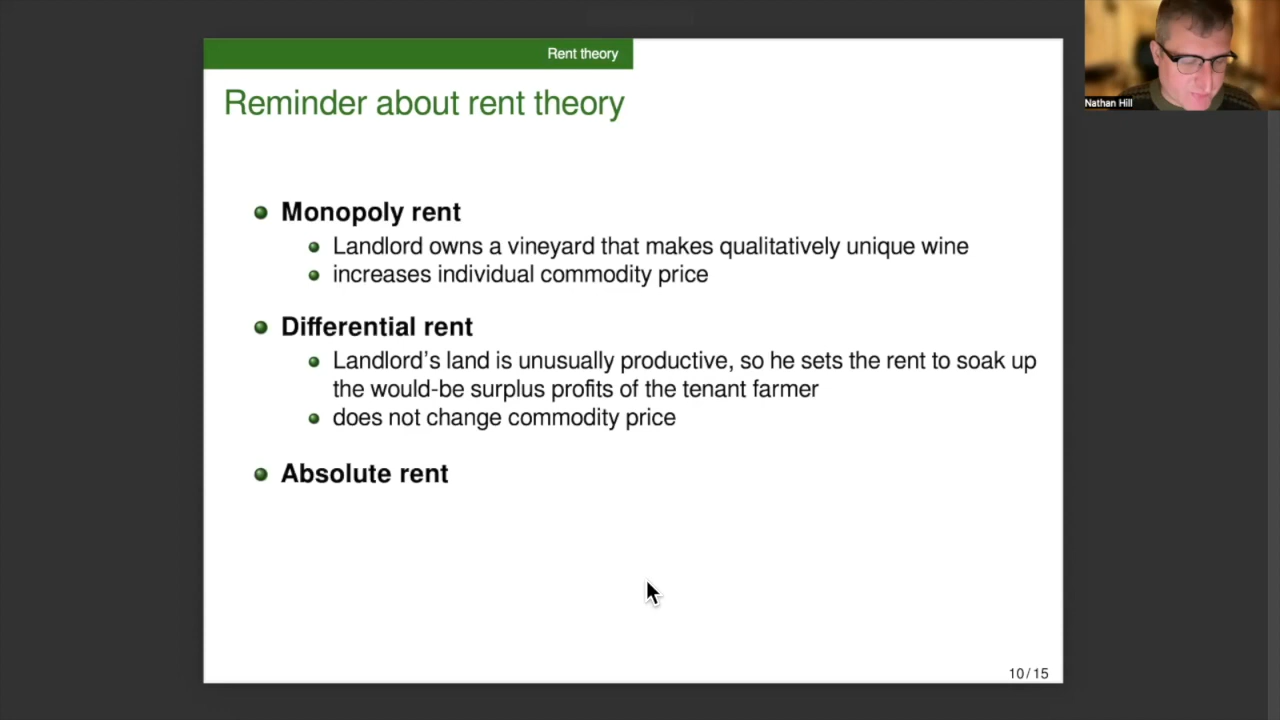 Rent theory
Nathan Hill
Reminder about rent theory
Monopoly rent
Landlord owns a vineyard that makes qualitatively unique wine
increases individual commodity price
Differential rent
Landlord's land is unusually productive, so he sets the rent to soak up
the would-be surplus profits of the tenant farmer
does not change commodity price
Absolute rent
10 / 15